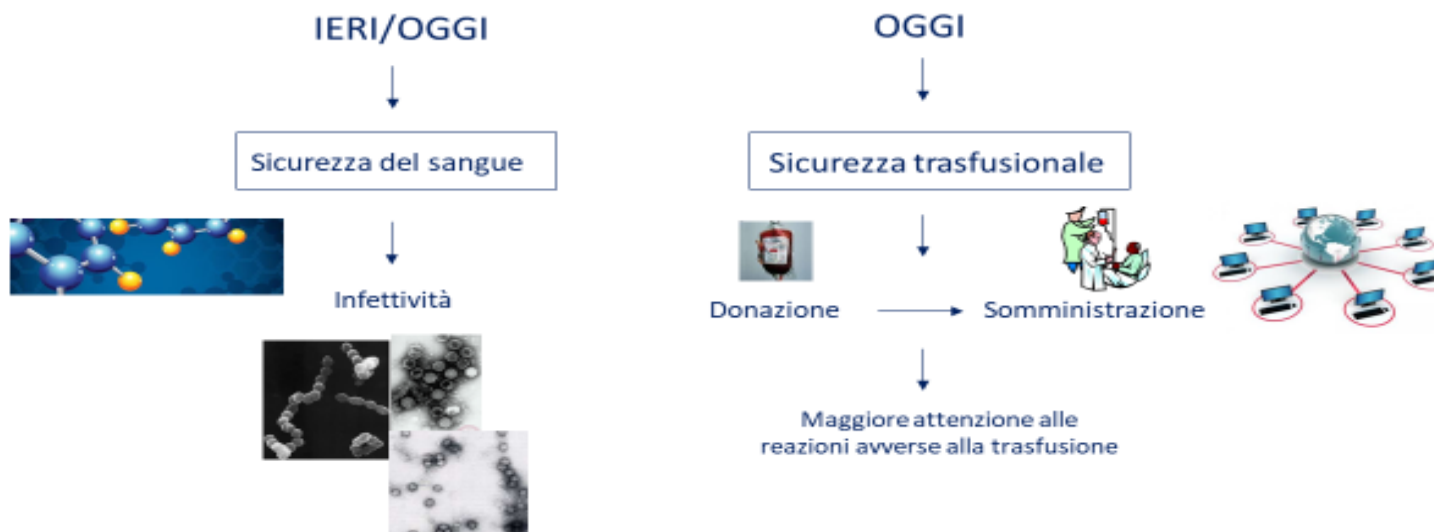 IERI/OGGI
OGGI
Sicurezza del sangue
Sicurezza trasfusionale
Infettività
Donazione
Somministrazione
Maggiore attenzione alle
reazioni avverse alla trasfusione